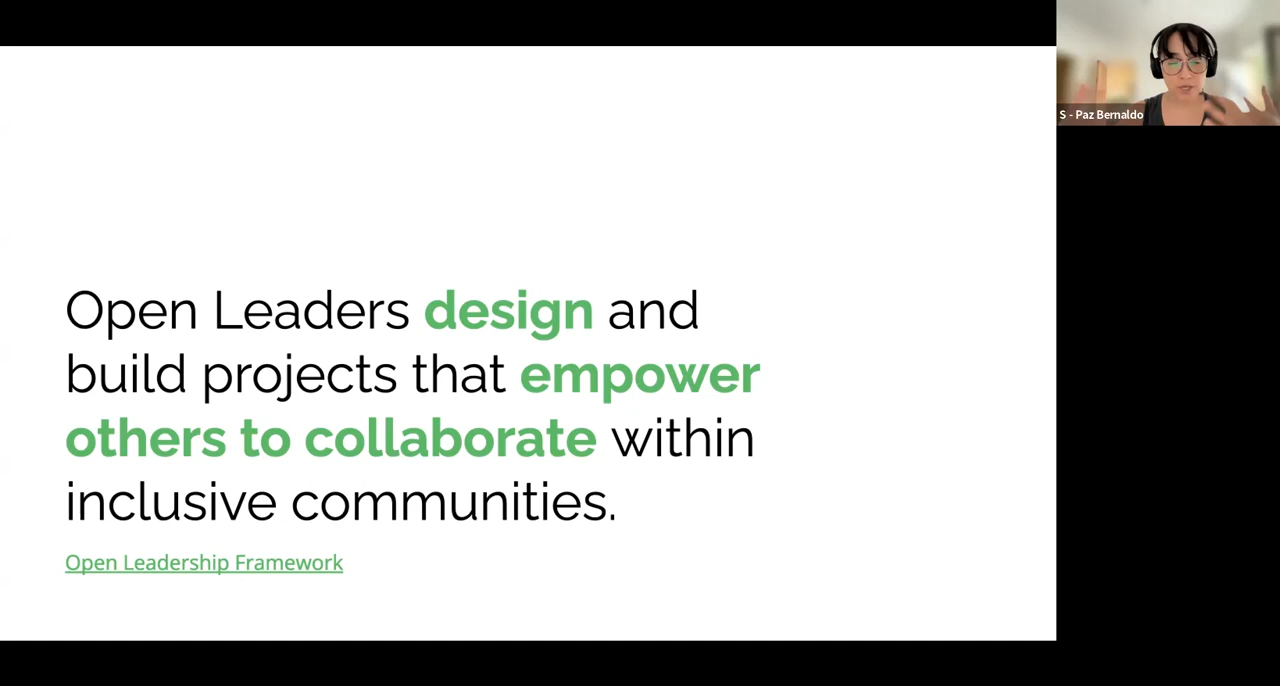 S - Paz Bernaldo
Open Leaders design and
build projects that empower
others to collaborate within
inclusive communities.
Open Leadership Framework